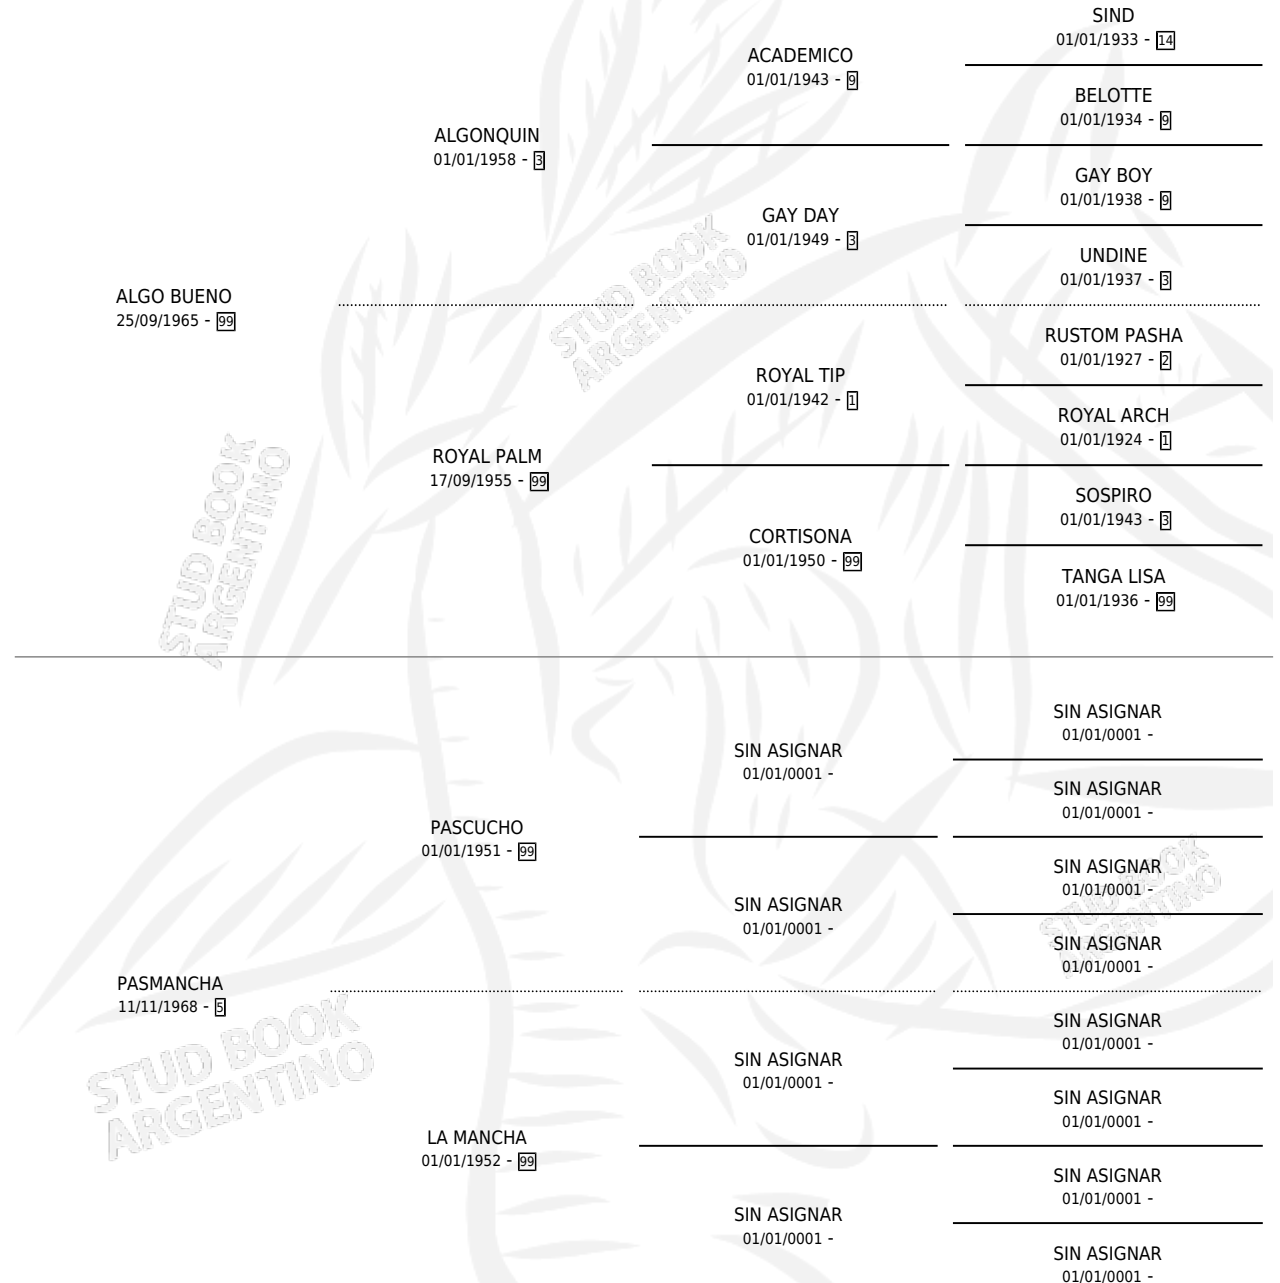 SIND
01/01/1933 - 14
ACADEMICO
01/01/1943 - 9
BELOTTE
01/01/1934 - 9
ALGONQUIN
01/01/1958 - 3
GAY BOY
01/01/1938 - 9
GAY DAY
01/01/1949 - 3
UNDINE
01/01/1937 - 3
ALGO BUENO
25/09/1965 - 99
RUSTOM PASHA
01/01/1927 - 2
ROYAL TIP
01/01/1942 - 1
ROYAL ARCH
01/01/1924 - 1
ROYAL PALM
17/09/1955 - 99
SOSPIRO
01/01/1943 - 3
CORTISONA
01/01/1950 - 99
TANGA LISA
01/01/1936 - 99
SIN ASIGNAR
01/01/0001 -
SIN ASIGNAR
01/01/0001 -
SIN ASIGNAR
01/01/0001 -
PASCUCHO
01/01/1951 - 99
SIN ASIGNAR
01/01/0001 -
SIN ASIGNAR
01/01/0001 -
SIN ASIGNAR
01/01/0001 -
PASMANCHA
11/11/1968 - 5
SIN ASIGNAR
01/01/0001 -
SIN ASIGNAR
01/01/0001 -
SIN ASIGNAR
01/01/0001 -
LA MANCHA
01/01/1952 - 99
SIN ASIGNAR
01/01/0001 -
SIN ASIGNAR
01/01/0001 -
SIN ASIGNAR
01/01/0001 -
STUD BOOK
ARGENTINO
STUD BOOK
ARGENTINO
STUD BOOK
ARGENTINO
STUD BOOK
ARGENTINO